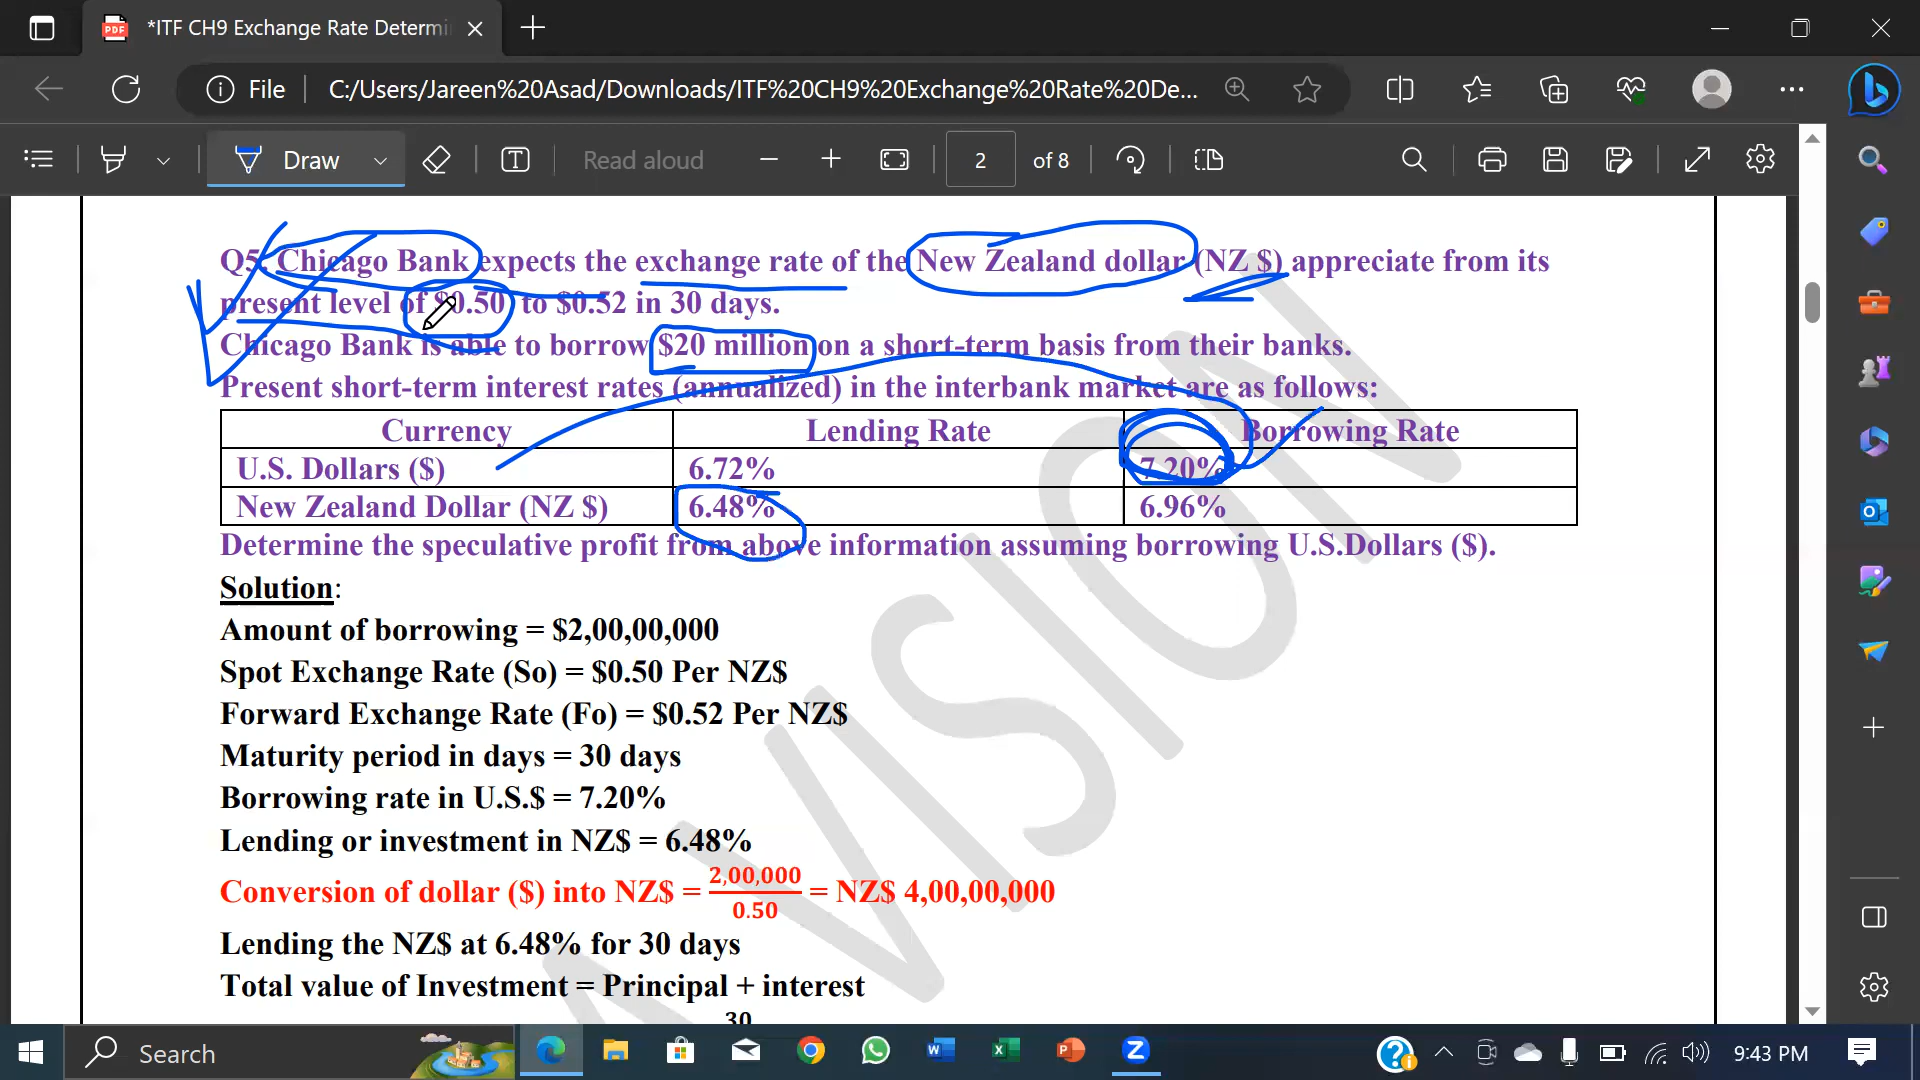 *ITF CH9 Exchange Rate Determi
File
C:/Users/Jareen%20Asad/Downloads/ITF%20CH9%20Exchange%20Rate%20De...
Draw
Read aloud
2 of 8
Q5. Chicago Bank expects the exchange rate of the New Zealand dollar (NZ $) appreciate from its
present level of $0.50 to $0.52 in 30 days.
Chicago Bank is able to borrow $20 million on a short-term basis from their banks.
Present short-term interest rates (annualized) in the interbank market are as follows:
Currency Lending Rate Borrowing Rate
U.S. Dollars ($) 6.72% 7.20%
New Zealand Dollar (NZ $) 6.48% 6.96%
Determine the speculative profit from above information assuming borrowing U.S.Dollars ($).
Solution:
Amount of borrowing = $2,00,00,000
Spot Exchange Rate (So) = $0.50 Per NZ$
Forward Exchange Rate (Fo) = $0.52 Per NZ$
Maturity period in days = 30 days
Borrowing rate in U.S.$ = 7.20%
Lending or investment in NZ$ = 6.48%
Conversion of dollar ($) into NZ$ = 2,00,000 / 0.50 = NZ$ 4,00,00,000
Lending the NZ$ at 6.48% for 30 days
Total value of Investment = Principal + interest
30
VISION
Search
9:43 PM